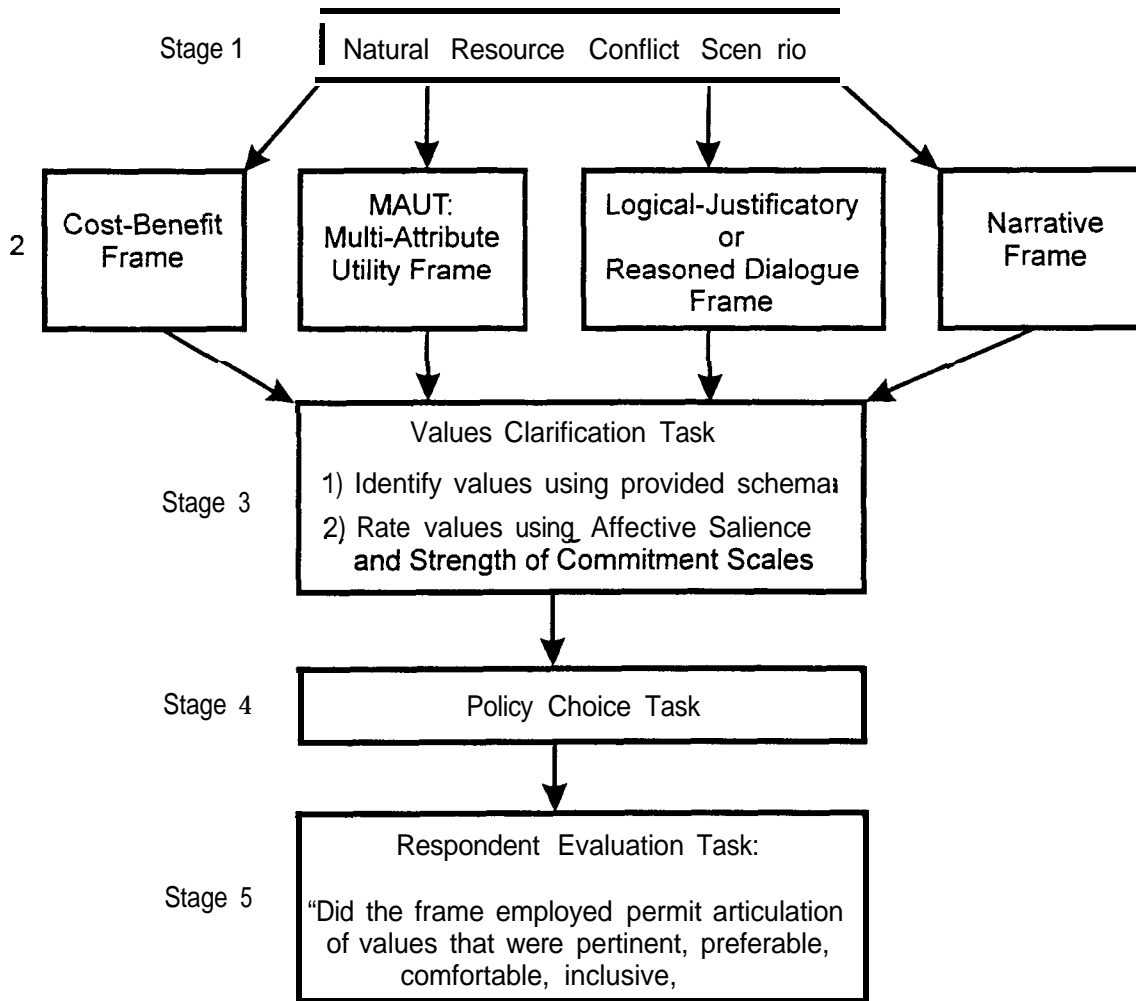 Stage 1
Natural Resource Conflict Scen rio
2
Cost-Benefit
Frame
MAUT:
Multi-Attribute
Utility Frame
Logical-Justificatory
or
Reasoned Dialogue
Frame
Narrative
Frame
Stage 3
Values Clarification Task
1) Identify values using provided schema
2) Rate values using Affective Salience
and Strength of Commitment Scales
Stage 4
Policy Choice Task
Stage 5
Respondent Evaluation Task:
“Did the frame employed permit articulation
of values that were pertinent, preferable,
comfortable, inclusive,